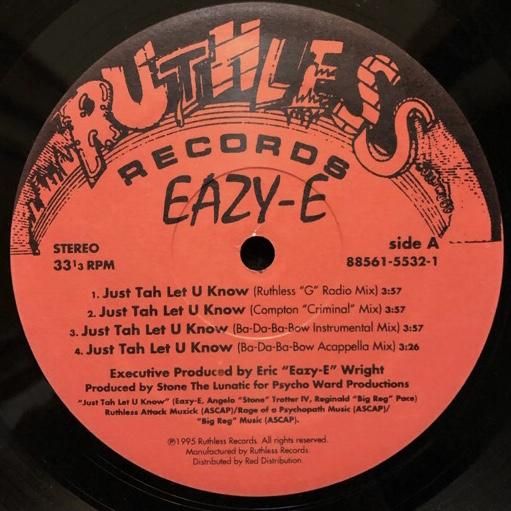 RUTHLESS
RECORDS
EAZY-E
STEREO
33 1/3 RPM
side A
88561-5532-1
1. Just Tah Let U Know (Ruthless "G" Radio Mix) 3:57
2. Just Tah Let U Know (Compton "Criminal" Mix) 3:57
3. Just Tah Let U Know (Ba-Da-Ba-Bow Instrumental Mix) 3:57
4. Just Tah Let U Know (Ba-Da-Ba-Bow Acappella Mix) 3:26
Executive Produced by Eric "Eazy-E" Wright
Produced by Stone The Lunatic for Psycho Ward Productions
"Just Tah Let U Know" (Eazy-E, Angelo "Stone" Trotter IV, Reginald "Big Reg" Pace)
Ruthless Attack Muzick (ASCAP)/Rage of a Psychopath Music (ASCAP)/
"Big Reg" Music (ASCAP).
℗1995 Ruthless Records. All rights reserved.
Manufactured by Ruthless Records.
Distributed by Red Distribution.